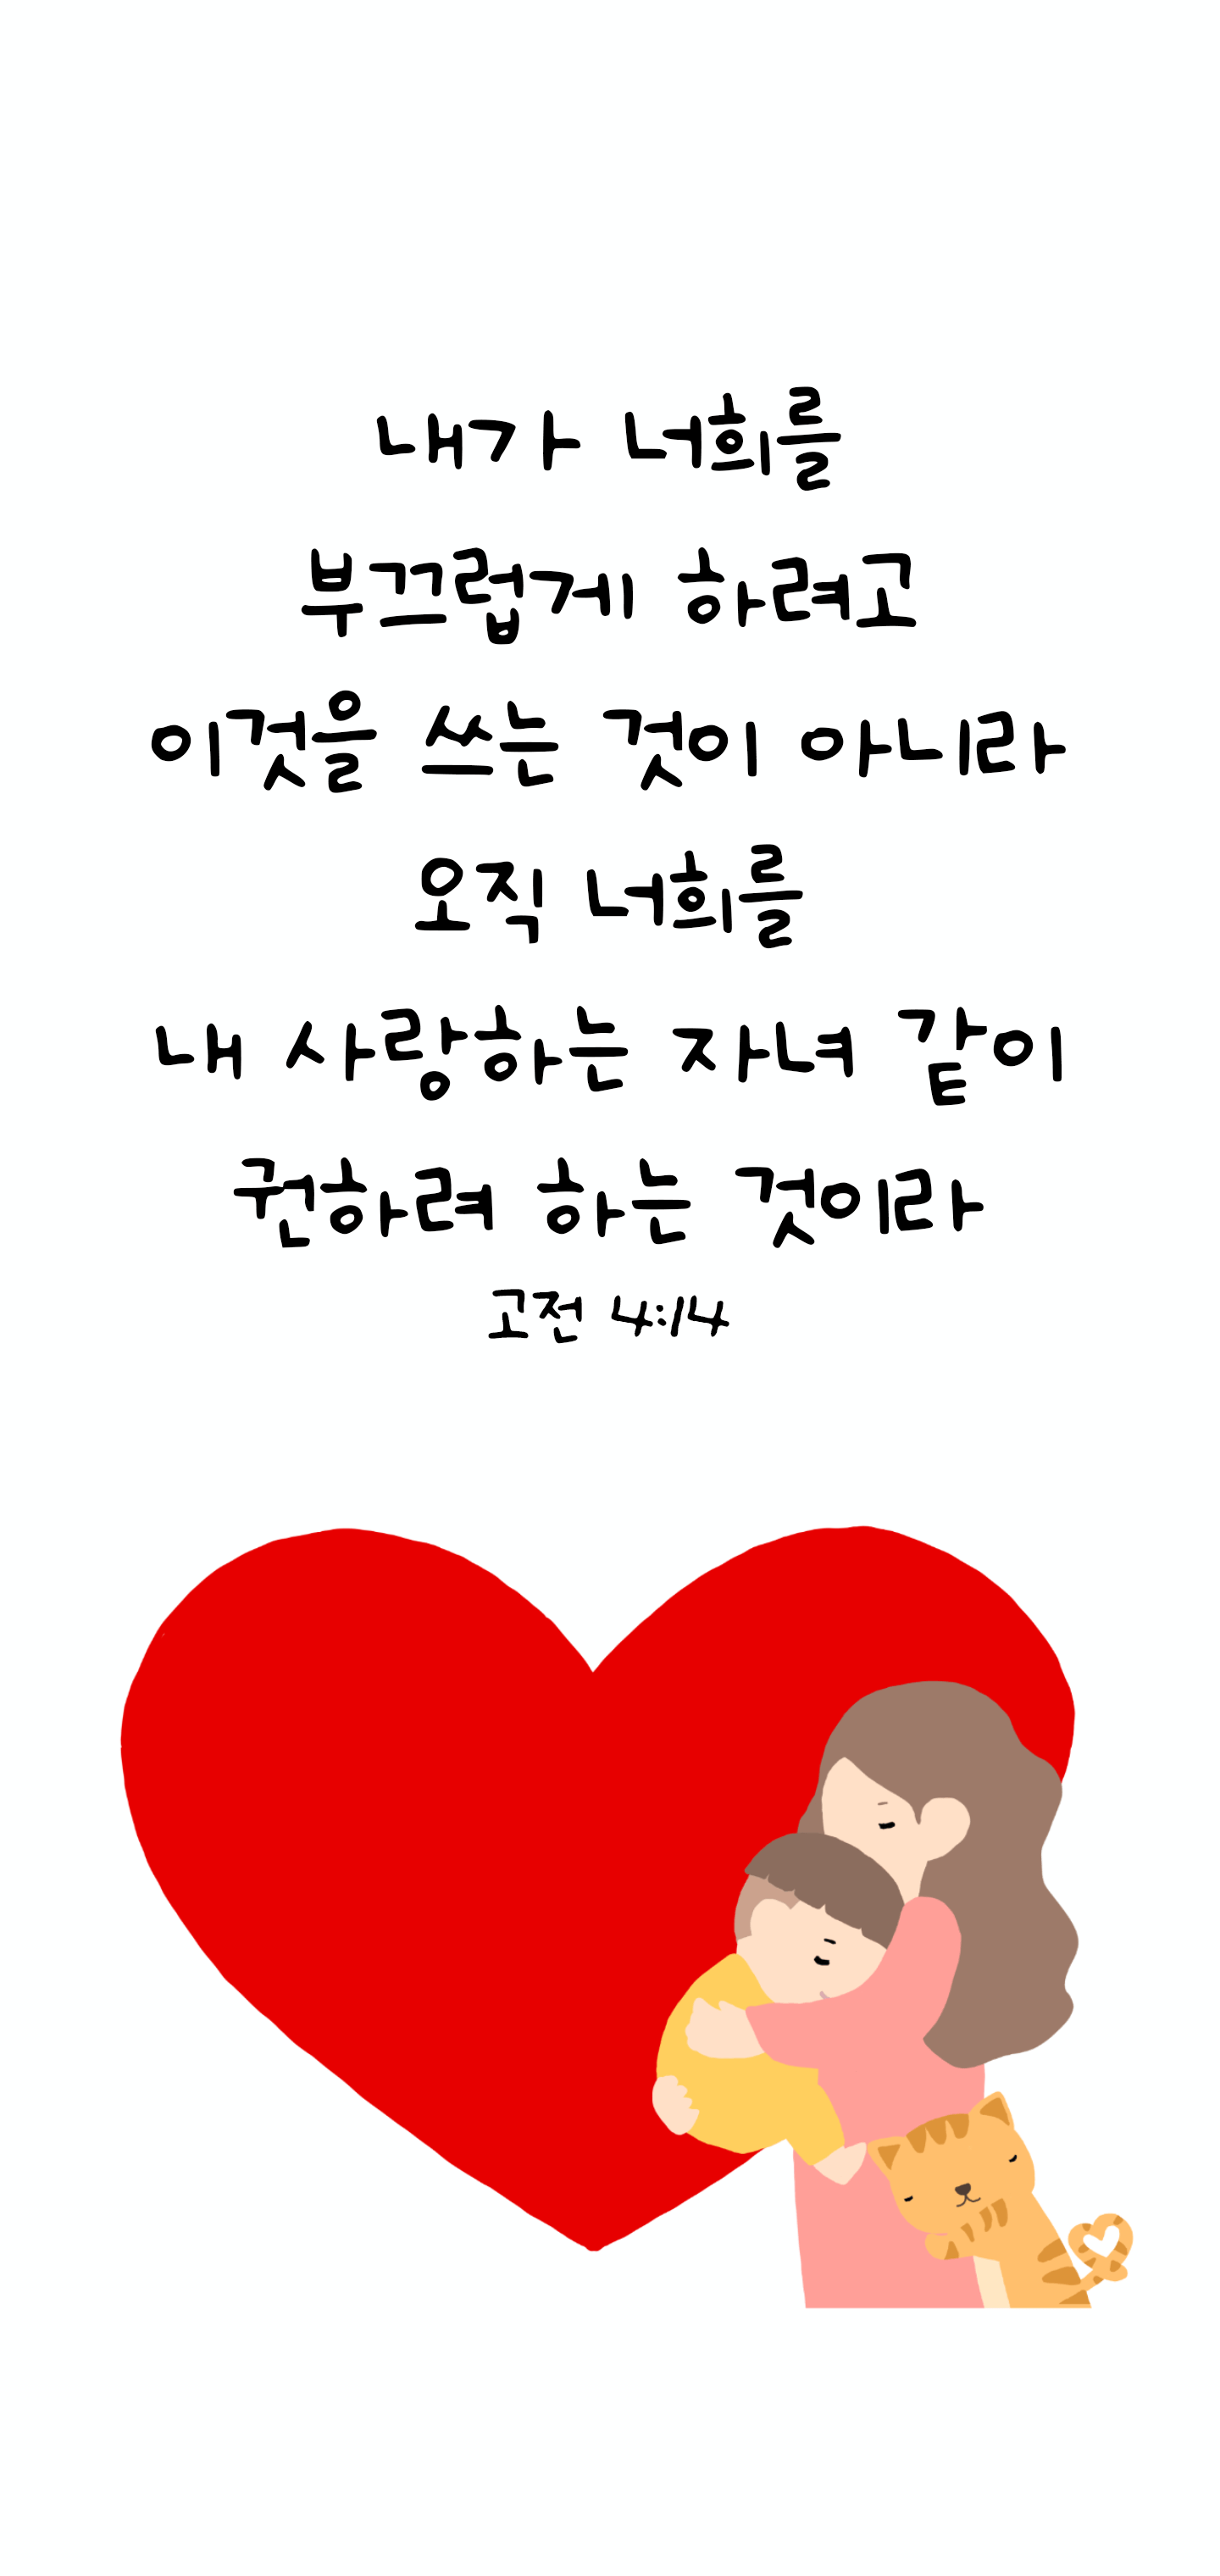 내가 너희를
부끄럽게 하려고
이것을 쓰는 것이 아니라
오직 너희를
내 사랑하는 자녀 같이
권하려 하는 것이라
고전 4:14